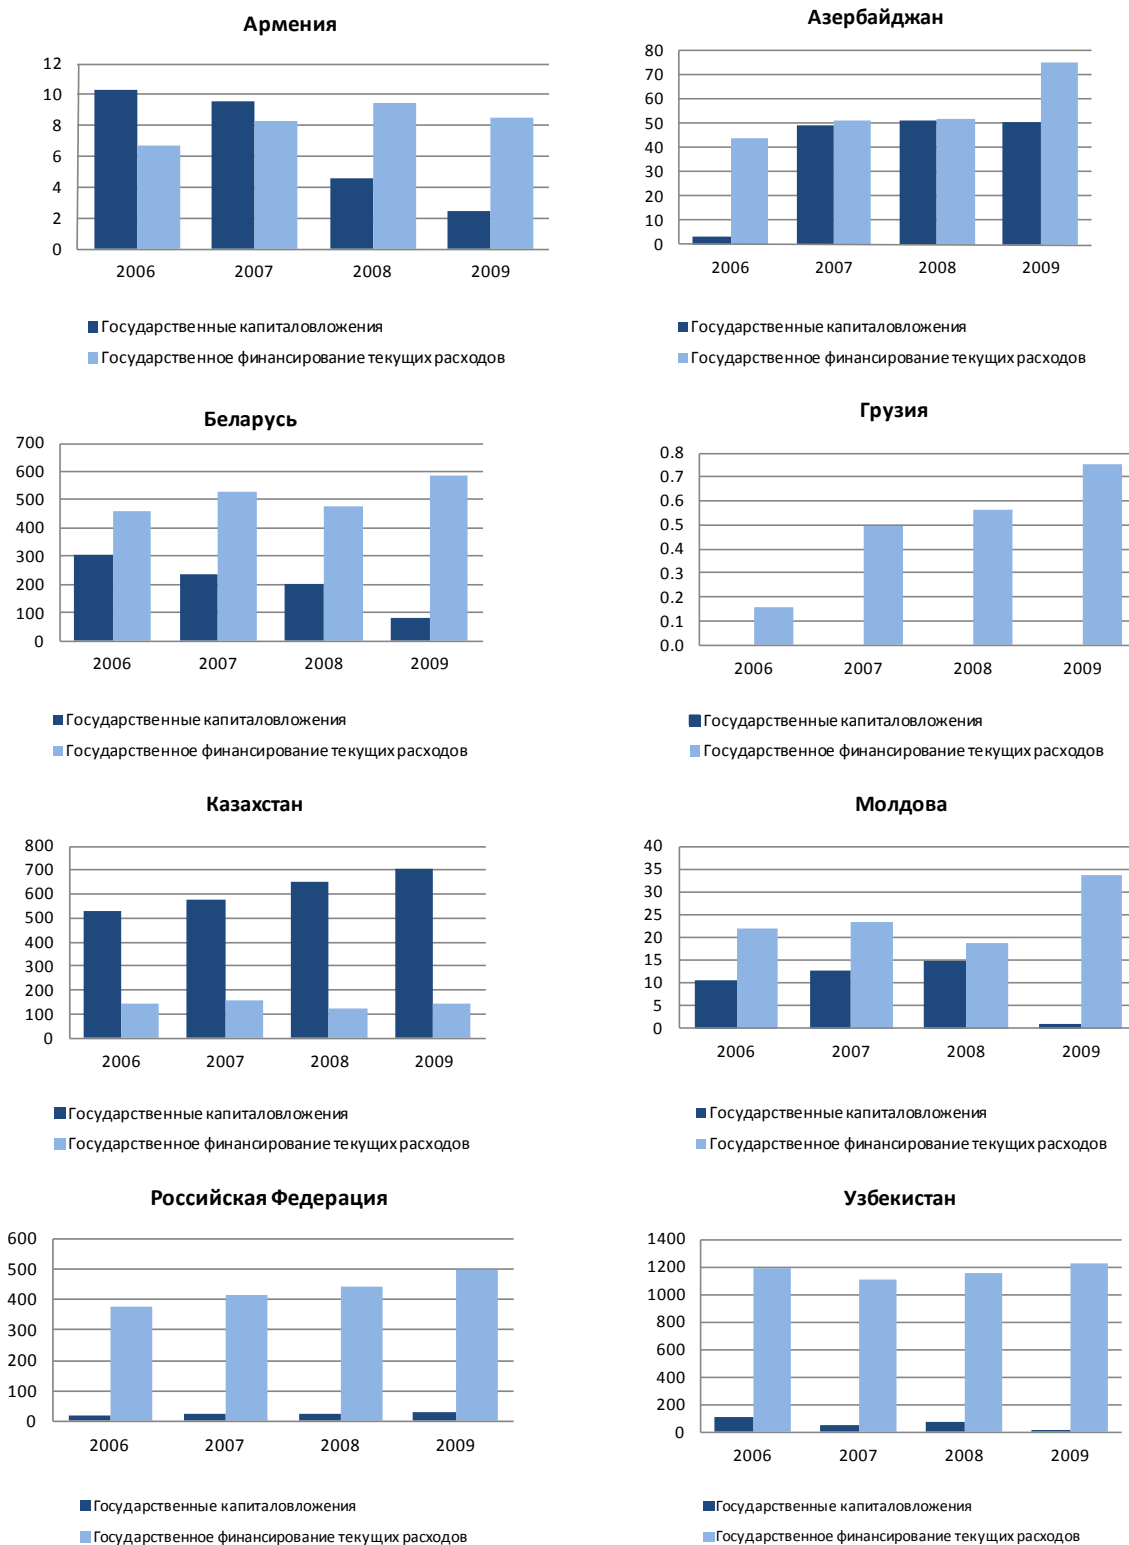 Армения
12
10
8
6
4
2
0
2006 2007 2008 2009
Государственные капиталовложения
Государственное финансирование текущих расходов
Азербайджан
80
70
60
50
40
30
20
10
0
2006 2007 2008 2009
Государственные капиталовложения
Государственное финансирование текущих расходов
Беларусь
700
600
500
400
300
200
100
0
2006 2007 2008 2009
Государственные капиталовложения
Государственное финансирование текущих расходов
Грузия
0.8
0.7
0.6
0.5
0.4
0.3
0.2
0.1
0.0
2006 2007 2008 2009
Государственные капиталовложения
Государственное финансирование текущих расходов
Казахстан
800
700
600
500
400
300
200
100
0
2006 2007 2008 2009
Государственные капиталовложения
Государственное финансирование текущих расходов
Молдова
40
35
30
25
20
15
10
5
0
2006 2007 2008 2009
Государственные капиталовложения
Государственное финансирование текущих расходов
Российская Федерация
600
500
400
300
200
100
0
2006 2007 2008 2009
Государственные капиталовложения
Государственное финансирование текущих расходов
Узбекистан
1400
1200
1000
800
600
400
200
0
2006 2007 2008 2009
Государственные капиталовложения
Государственное финансирование текущих расходов